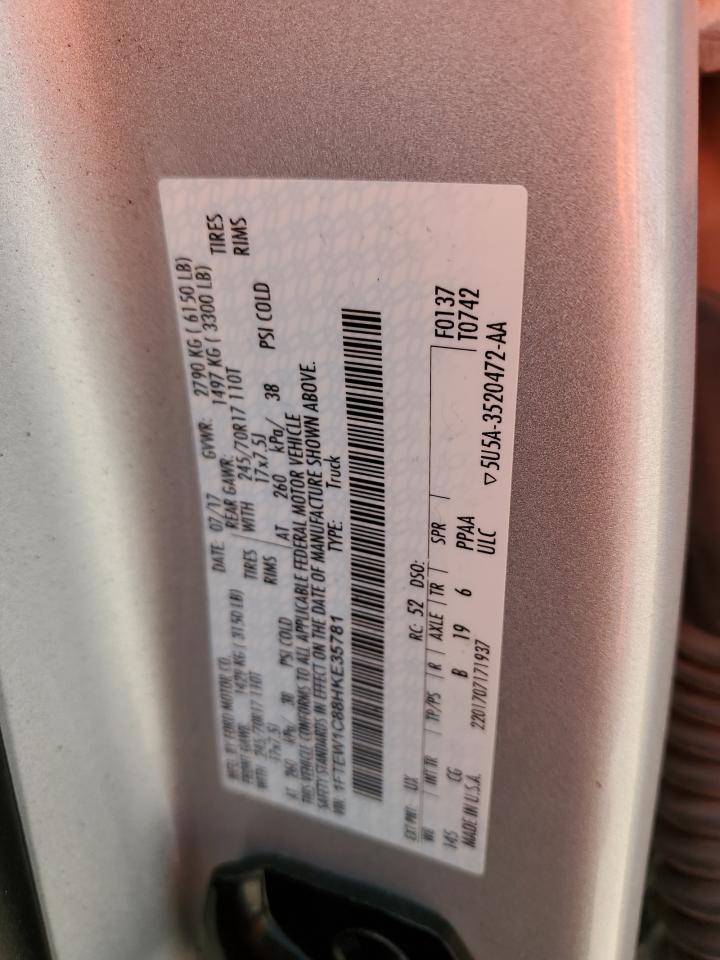 MFD. BY FORD MOTOR CO.
DATE: 07/17 GVWR: 2790 KG ( 6150 LB)
FRONT GAWR: 1429 KG ( 3150 LB) REAR GAWR: 1497 KG ( 3300 LB)
WITH 245/70R17 110T TIRES WITH 245/70R17 110T TIRES
17x7.5J RIMS 17x7.5J RIMS
AT 260 kPa/ 38 PSI COLD AT 260 kPa/ 38 PSI COLD
THIS VEHICLE CONFORMS TO ALL APPLICABLE FEDERAL MOTOR VEHICLE
SAFETY STANDARDS IN EFFECT ON THE DATE OF MANUFACTURE SHOWN ABOVE.
VIN: 1FTEW1C88HKE35781 TYPE: Truck
EXT PNT: UX RC: 52 DSO: F0137
WB INT TR TP/PS R AXLE TR SPR T0742
145 CG B 19 6 PPAA
MADE IN U.S.A. 2201707171937 ULC ▽5U5A-3520472-AA